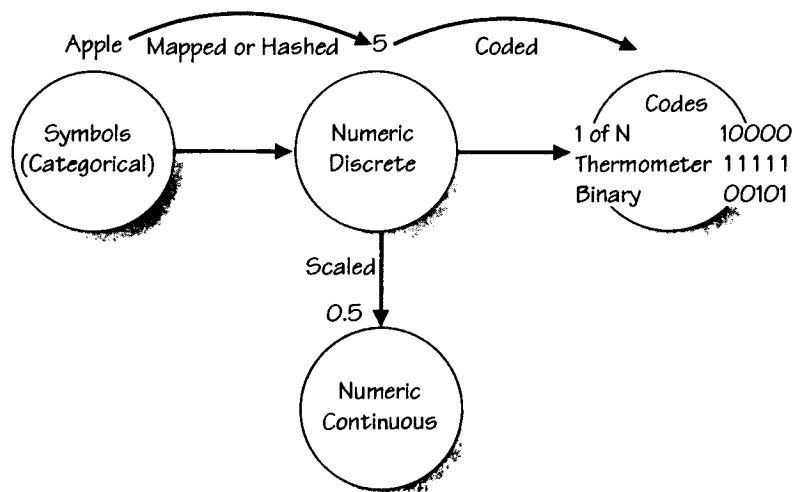 Apple Mapped or Hashed 5 Coded
Symbols
(Categorical)
Numeric
Discrete
Codes
1 of N 10000
Thermometer 11111
Binary 00101
Scaled
0.5
Numeric
Continuous